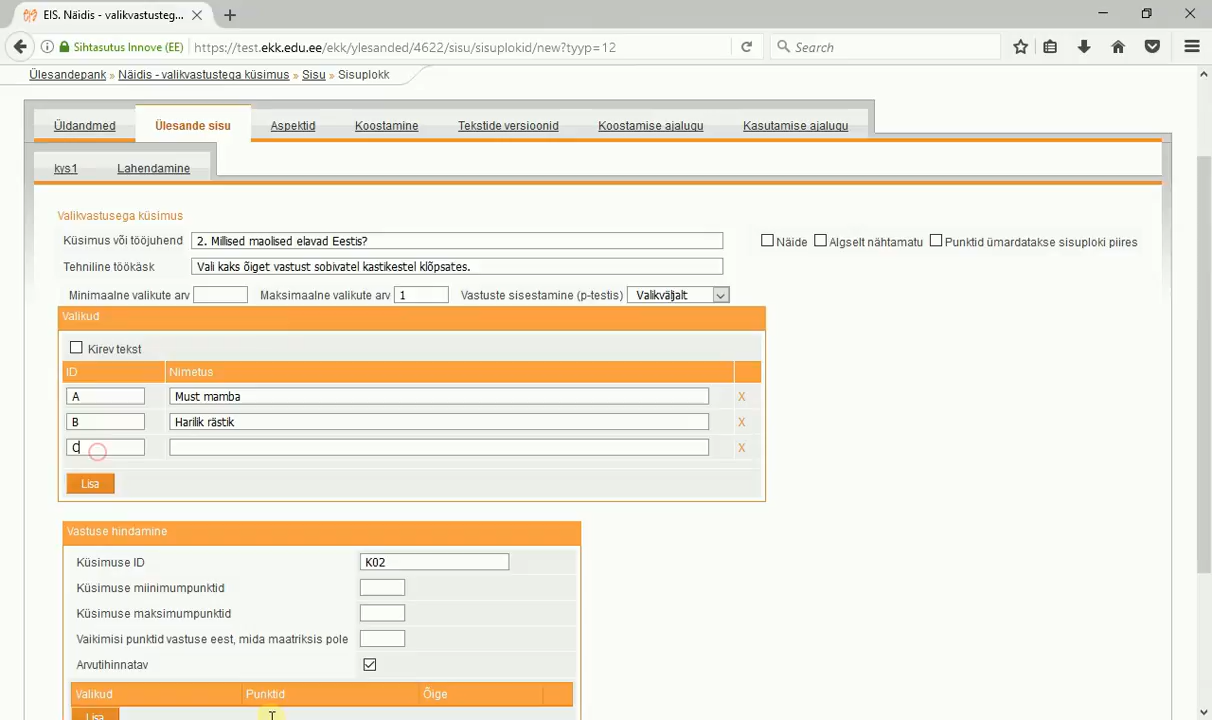 EIS. Näidis - valikvastusteg...
Sihtasutus Innove (EE)
https://test.ekk.edu.ee/ekk/ylesanded/4622/sisu/sisuplokid/new?tyyp=12
Search
Ülesandepank » Näidis - valikvastustega küsimus » Sisu » Sisuplokk
Üldandmed
Ülesande sisu
Aspektid
Koostamine
Tekstide versioonid
Koostamise ajalugu
Kasutamise ajalugu
kys1
Lahendamine
Valikvastusega küsimus
Küsimus või tööjuhend 2. Millised maolised elavad Eestis?
Näide Algselt nähtamatu Punktid ümardatakse sisuploki piires
Tehniline töökäsk Vali kaks õiget vastust sobivatel kastikestel klõpsates.
Minimaalne valikute arv Maksimaalne valikute arv 1 Vastuste sisestamine (p-testis) Valikväljalt
Valikud
Kirev tekst
ID Nimetus
A Must mamba X
B Harilik rästik X
C X
Lisa
Vastuse hindamine
Küsimuse ID K02
Küsimuse miinimumpunktid
Küsimuse maksimumpunktid
Vaikimisi punktid vastuse eest, mida maatriksis pole
Arvutihinnatav
Valikud Punktid Õige
Lisa